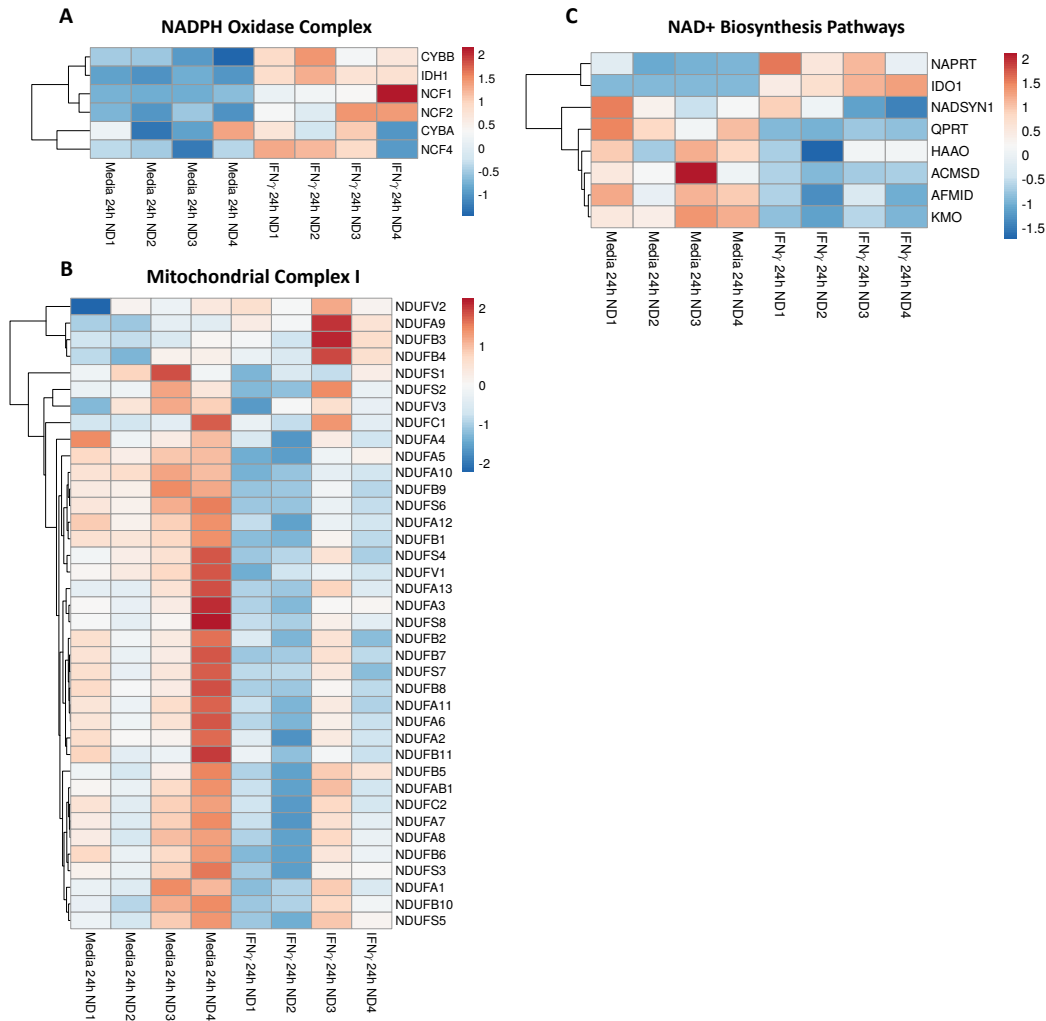 A
NADPH Oxidase Complex
CYBB
IDH1
NCF1
NCF2
CYBA
NCF4
2
1.5
1
0.5
0
-0.5
-1
Media 24h ND1
Media 24h ND2
Media 24h ND3
Media 24h ND4
IFNγ 24h ND1
IFNγ 24h ND2
IFNγ 24h ND3
IFNγ 24h ND4
C
NAD+ Biosynthesis Pathways
NAPRT
IDO1
NADSYN1
QPRT
HAAO
ACMSD
AFMID
KMO
2
1.5
1
0.5
0
-0.5
-1
-1.5
Media 24h ND1
Media 24h ND2
Media 24h ND3
Media 24h ND4
IFNγ 24h ND1
IFNγ 24h ND2
IFNγ 24h ND3
IFNγ 24h ND4
B
Mitochondrial Complex I
NDUFV2
NDUFA9
NDUFB3
NDUFB4
NDUFS1
NDUFS2
NDUFV3
NDUFC1
NDUFA4
NDUFA5
NDUFA10
NDUFB9
NDUFS6
NDUFA12
NDUFB1
NDUFS4
NDUFV1
NDUFA13
NDUFA3
NDUFS8
NDUFB2
NDUFB7
NDUFS7
NDUFB8
NDUFA11
NDUFA6
NDUFA2
NDUFB11
NDUFB5
NDUFAB1
NDUFC2
NDUFA7
NDUFA8
NDUFB6
NDUFS3
NDUFA1
NDUFB10
NDUFS5
2
1
0
-1
-2
Media 24h ND1
Media 24h ND2
Media 24h ND3
Media 24h ND4
IFNγ 24h ND1
IFNγ 24h ND2
IFNγ 24h ND3
IFNγ 24h ND4